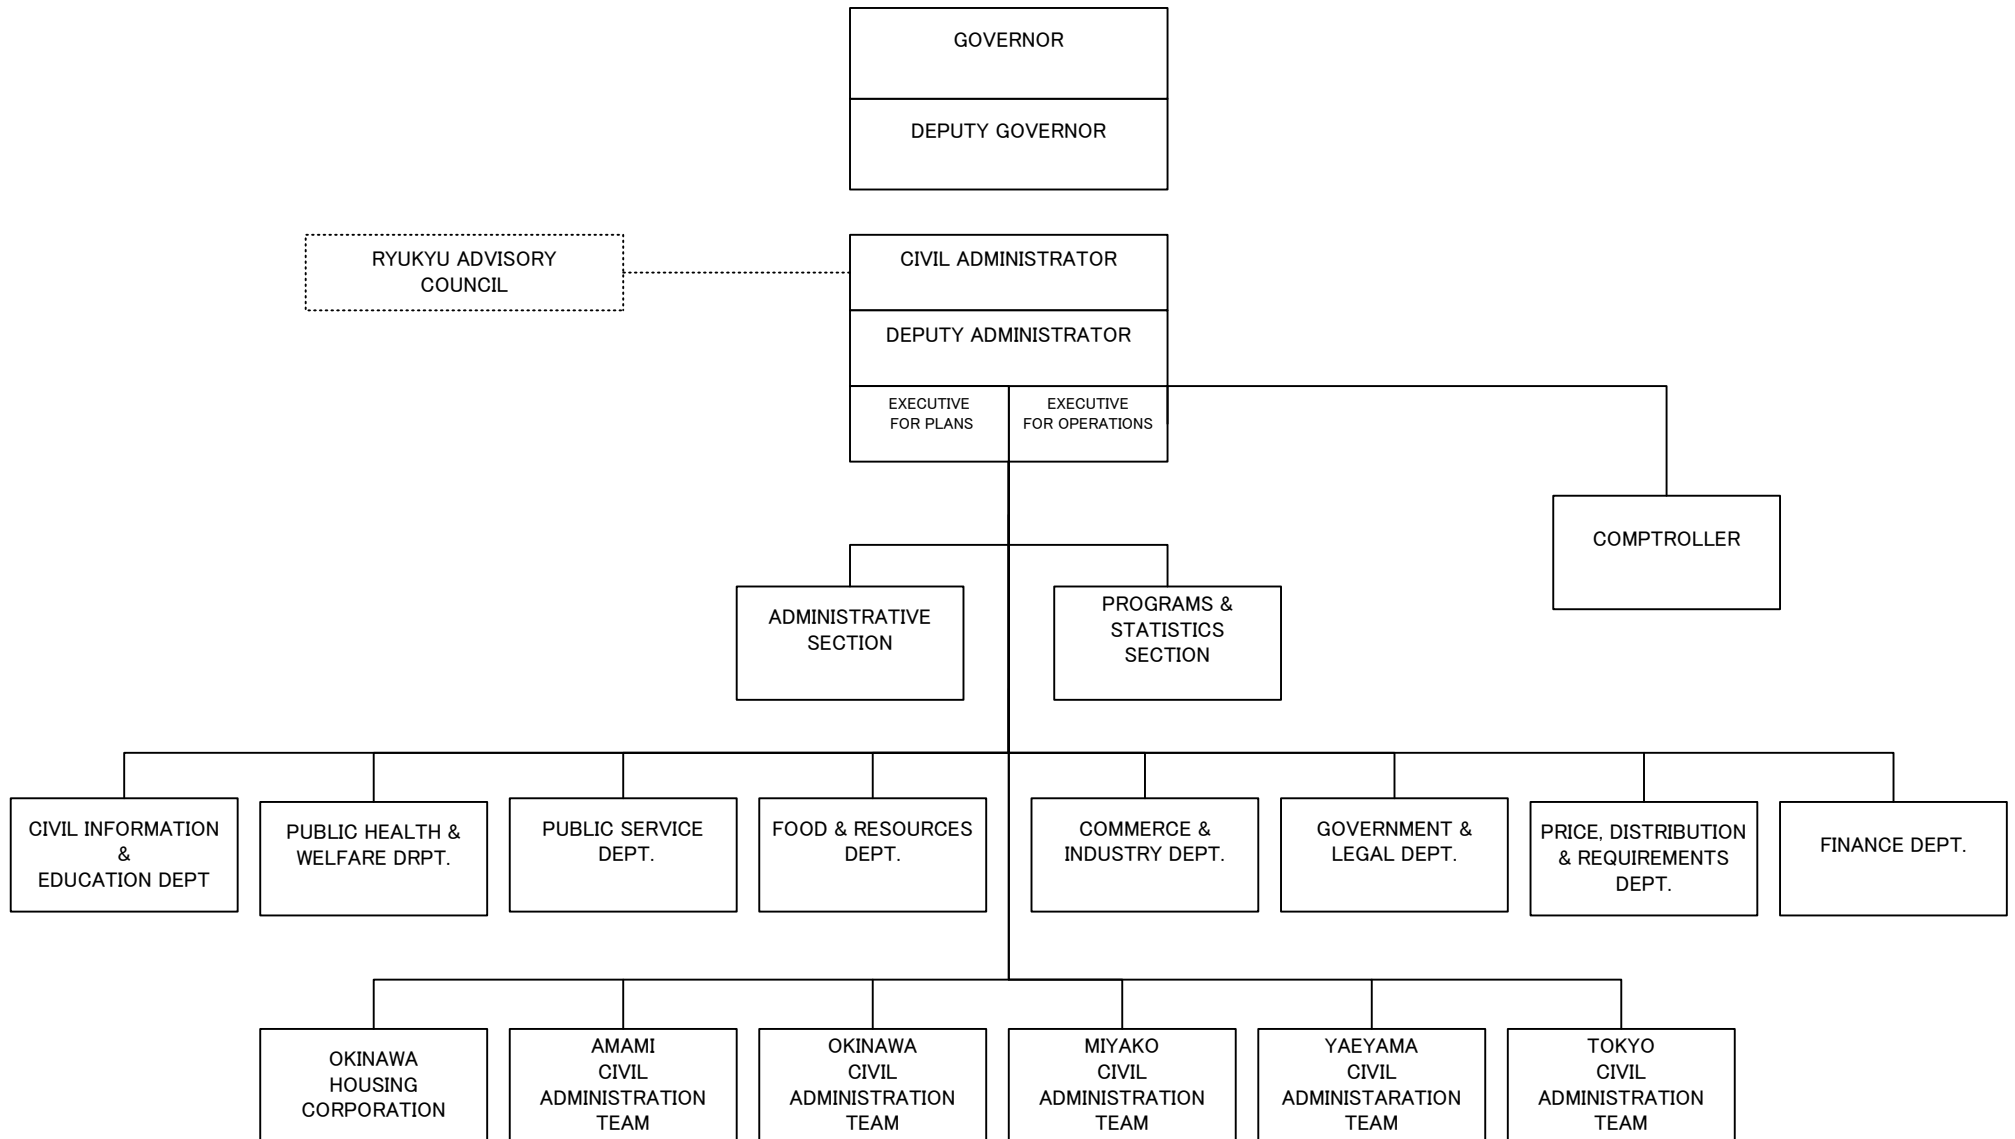 GOVERNOR
DEPUTY GOVERNOR
RYUKYU ADVISORY
COUNCIL
CIVIL ADMINISTRATOR
DEPUTY ADMINISTRATOR
EXECUTIVE
FOR PLANS
EXECUTIVE
FOR OPERATIONS
COMPTROLLER
ADMINISTRATIVE
SECTION
PROGRAMS &
STATISTICS
SECTION
CIVIL INFORMATION
&
EDUCATION DEPT
PUBLIC HEALTH &
WELFARE DRPT.
PUBLIC SERVICE
DEPT.
FOOD & RESOURCES
DEPT.
COMMERCE &
INDUSTRY DEPT.
GOVERNMENT &
LEGAL DEPT.
PRICE, DISTRIBUTION
& REQUIREMENTS
DEPT.
FINANCE DEPT.
OKINAWA
HOUSING
CORPORATION
AMAMI
CIVIL
ADMINISTRATION
TEAM
OKINAWA
CIVIL
ADMINISTRATION
TEAM
MIYAKO
CIVIL
ADMINISTRATION
TEAM
YAEYAMA
CIVIL
ADMINISTARATION
TEAM
TOKYO
CIVIL
ADMINISTRATION
TEAM